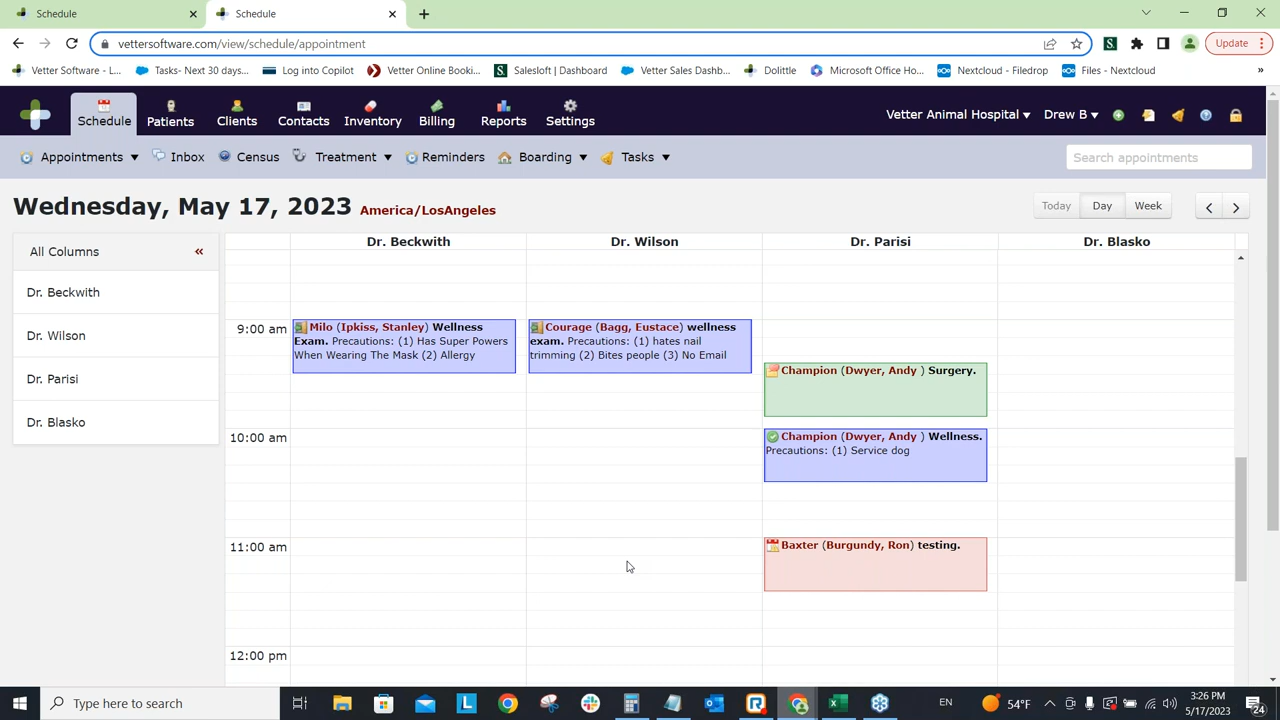 Schedule
Schedule
vettersoftware.com/view/schedule/appointment
Update
Vetter Software - L...
Tasks- Next 30 days...
Log into Copilot
Vetter Online Booki...
Salesloft | Dashboard
Vetter Sales Dashb...
Dolittle
Microsoft Office Ho...
Nextcloud - Filedrop
Files - Nextcloud
»
Schedule
Patients
Clients
Contacts
Inventory
Billing
Reports
Settings
Vetter Animal Hospital
Drew B
Appointments
Inbox
Census
Treatment
Reminders
Boarding
Tasks
Search appointments
Wednesday, May 17, 2023 America/LosAngeles
Today
Day
Week
All Columns «
Dr. Beckwith
Dr. Wilson
Dr. Parisi
Dr. Blasko
Dr. Beckwith
Dr. Wilson
Dr. Parisi
Dr. Blasko
9:00 am
Milo (Ipkiss, Stanley) Wellness
Exam. Precautions: (1) Has Super Powers
When Wearing The Mask (2) Allergy
Courage (Bagg, Eustace) wellness
exam. Precautions: (1) hates nail
trimming (2) Bites people (3) No Email
Champion (Dwyer, Andy ) Surgery.
10:00 am
Champion (Dwyer, Andy ) Wellness.
Precautions: (1) Service dog
11:00 am
Baxter (Burgundy, Ron) testing.
12:00 pm
Type here to search
EN
54°F
3:26 PM
5/17/2023
24